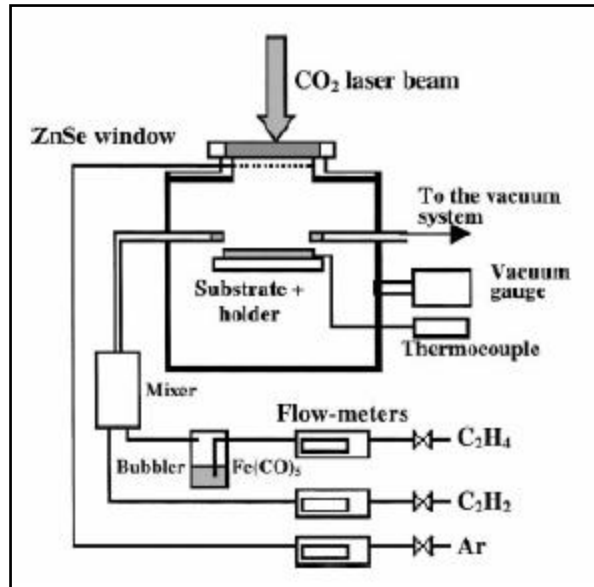 CO₂ laser beam
ZnSe window
To the vacuum
system
Vacuum
gauge
Substrate +
holder
Thermocouple
Mixer
Flow-meters
C₂H₄
Bubbler
Fe(CO)₅
C₂H₂
Ar